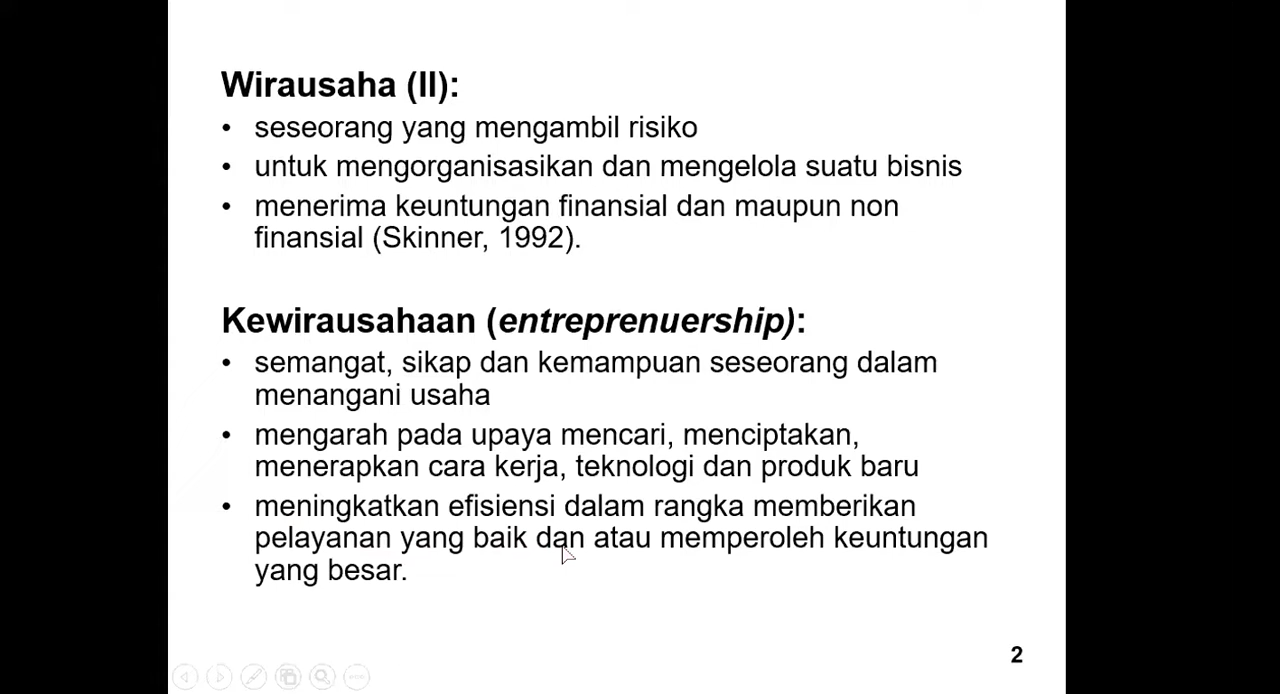 Wirausaha (II):
• seseorang yang mengambil risiko
• untuk mengorganisasikan dan mengelola suatu bisnis
• menerima keuntungan finansial dan maupun non
finansial (Skinner, 1992).
Kewirausahaan (entreprenuership):
• semangat, sikap dan kemampuan seseorang dalam
menangani usaha
• mengarah pada upaya mencari, menciptakan,
menerapkan cara kerja, teknologi dan produk baru
• meningkatkan efisiensi dalam rangka memberikan
pelayanan yang baik dan atau memperoleh keuntungan
yang besar.
2